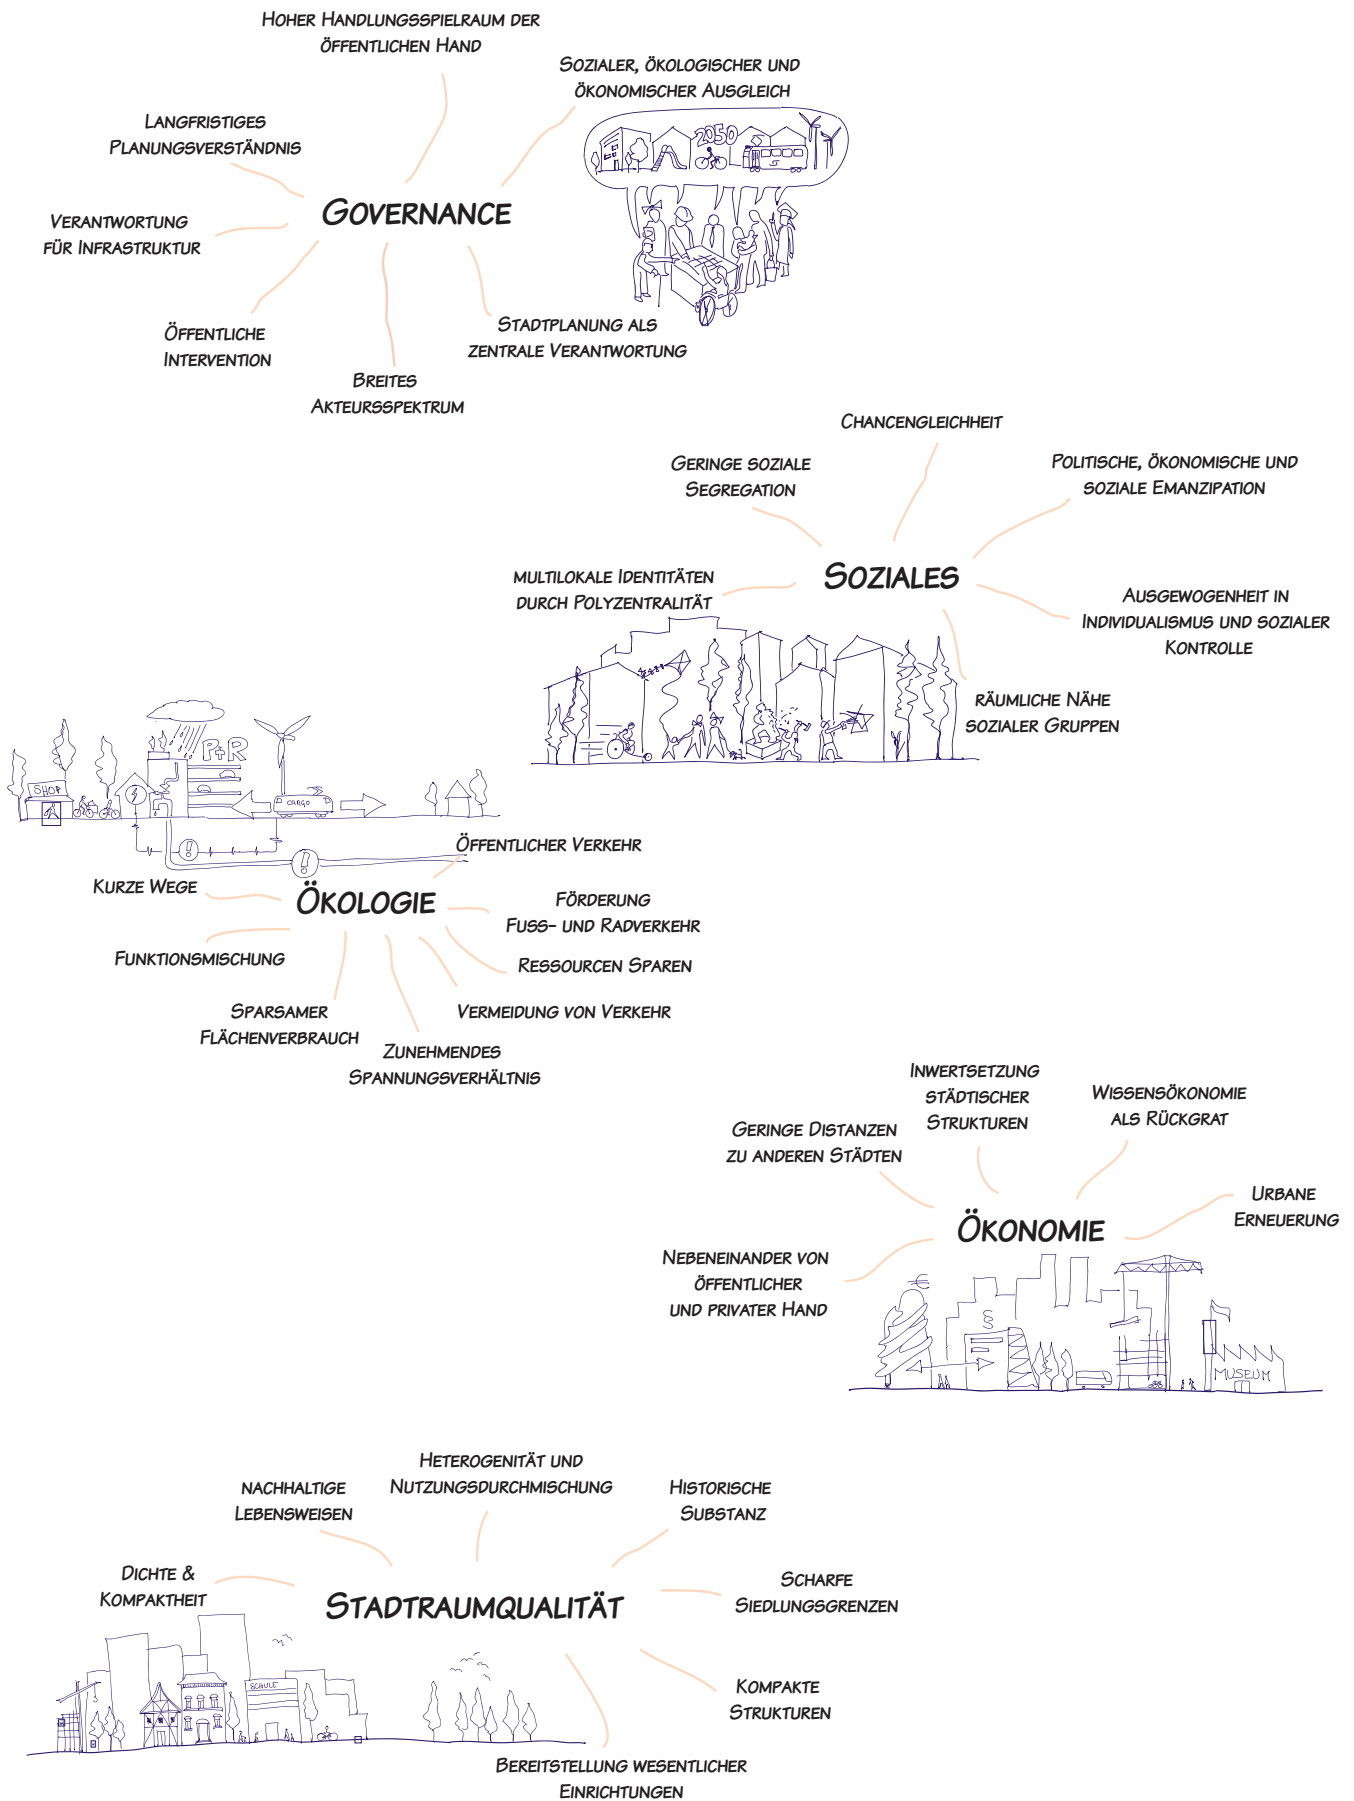 Hoher Handlungsspielraum der
öffentlichen Hand
Sozialer, ökologischer und
ökonomischer Ausgleich
Langfristiges
Planungsverständnis
2050
Governance
Verantwortung
für Infrastruktur
Öffentliche
Intervention
Stadtplanung als
zentrale Verantwortung
Breites
Akteursspektrum
Chancengleichheit
Geringe soziale
Segregation
Politische, ökonomische und
soziale Emanzipation
Soziales
multilokale Identitäten
durch Polyzentralität
Ausgewogenheit in
Individualismus und sozialer
Kontrolle
räumliche Nähe
sozialer Gruppen
P+R
SHOP
CARGO
!
!
Öffentlicher Verkehr
Kurze Wege
Ökologie
Förderung
Fuss- und Radverkehr
Funktionsmischung
Ressourcen Sparen
Sparsamer
Flächenverbrauch
Vermeidung von Verkehr
Zunehmendes
Spannungsverhältnis
Inwertsetzung
städtischer
Strukturen
Wissensökonomie
als Rückgrat
Geringe Distanzen
zu anderen Städten
Urbane
Erneuerung
Ökonomie
Nebeneinander von
öffentlicher
und privater Hand
€
§
MUSEUM
Heterogenität und
Nutzungsdurchmischung
nachhaltige
Lebensweisen
Historische
Substanz
Dichte &
Kompaktheit
Stadtraumqualität
Scharfe
Siedlungsgrenzen
SCHULE
Kompakte
Strukturen
Bereitstellung wesentlicher
Einrichtungen